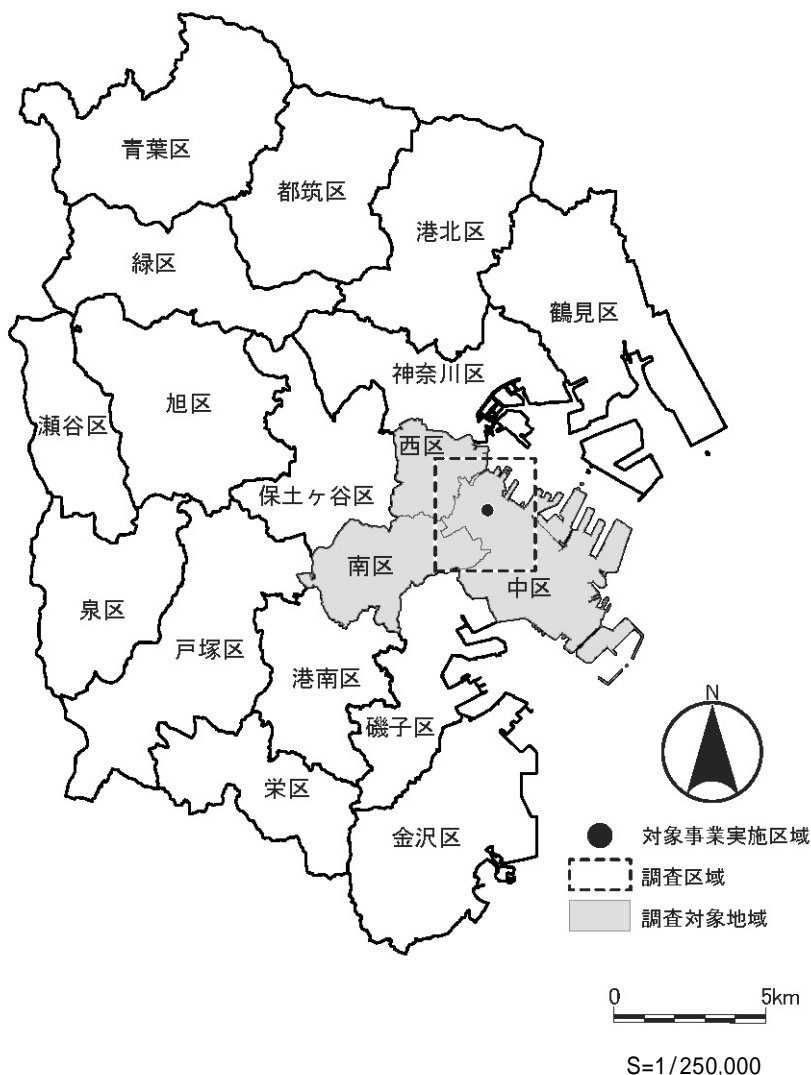 青葉区
都筑区
港北区
緑区
鶴見区
神奈川区
旭区
瀬谷区
西区
保土ヶ谷区
南区
中区
泉区
戸塚区
港南区
磯子区
栄区
金沢区
N
対象事業実施区域
調査区域
調査対象地域
0 5km
S=1/250.000